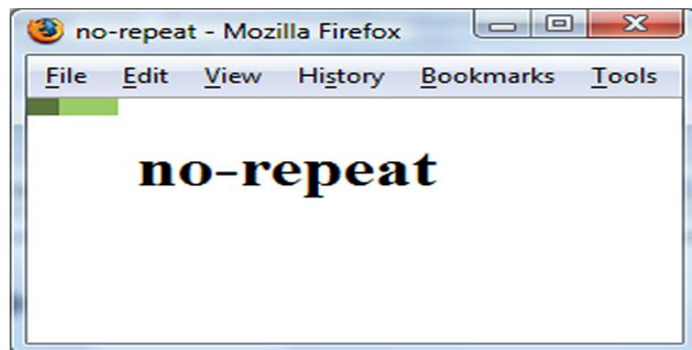 no-repeat - Mozilla Firefox
File Edit View History Bookmarks Tools
no-repeat